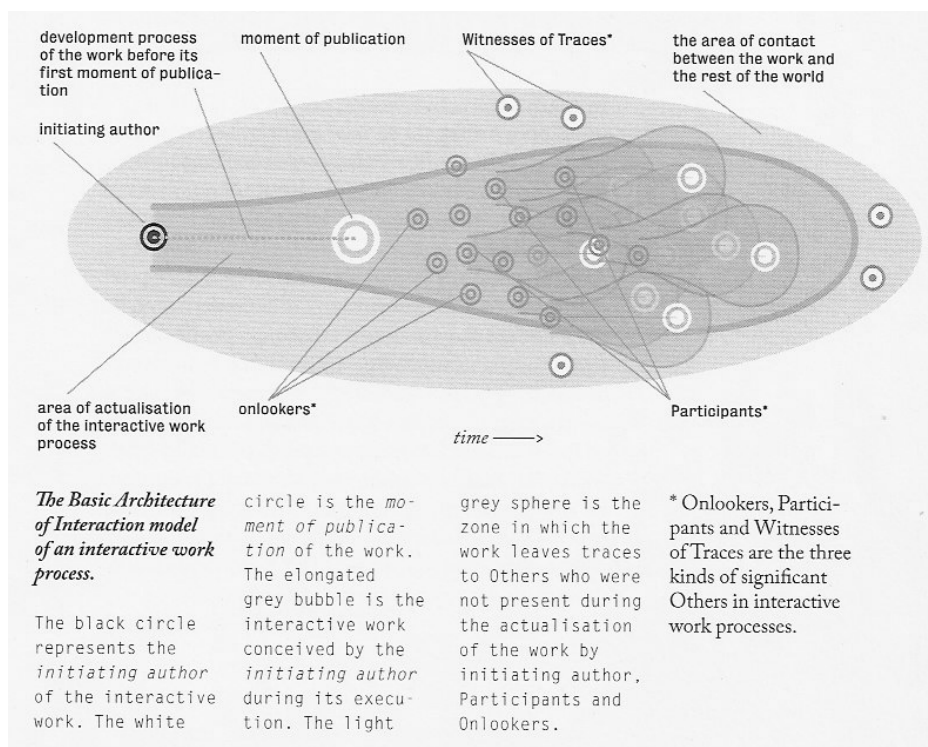 development process
of the work before its
first moment of publica-
tion
moment of publication
Witnesses of Traces*
the area of contact
between the work and
the rest of the world
initiating author
area of actualisation
of the interactive work
process
onlookers*
Participants*
time
The Basic Architecture
of Interaction model
of an interactive work
process.
The black circle
represents the
initiating author
of the interactive
work. The white
circle is the mo-
ment of publica-
tion of the work.
The elongated
grey bubble is the
interactive work
conceived by the
initiating author
during its execu-
tion. The light
grey sphere is the
zone in which the
work leaves traces
to Others who were
not present during
the actualisation
of the work by
initiating author,
Participants and
Onlookers.
* Onlookers, Partici-
pants and Witnesses
of Traces are the three
kinds of significant
Others in interactive
work processes.